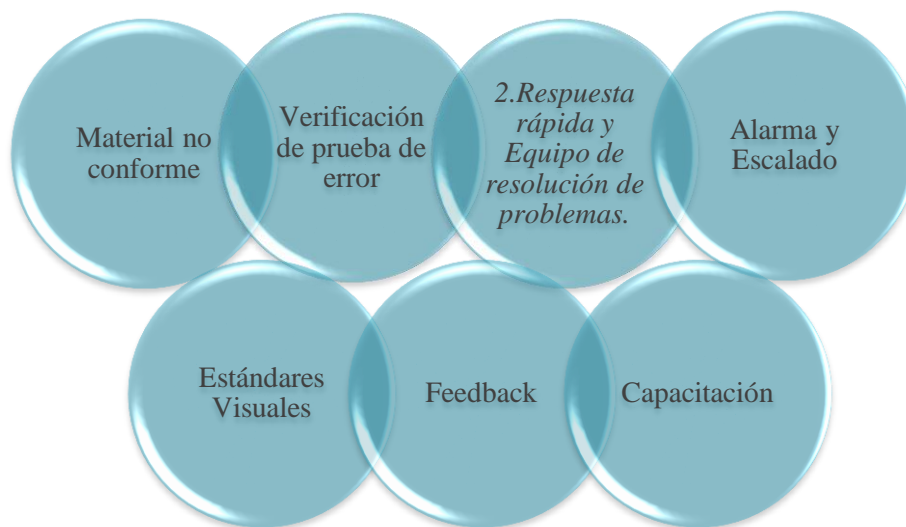 Material no
conforme
Verificación
de prueba de
error
2.Respuesta
rápida y
Equipo de
resolución de
problemas.
Alarma y
Escalado
Estándares
Visuales
Feedback
Capacitación